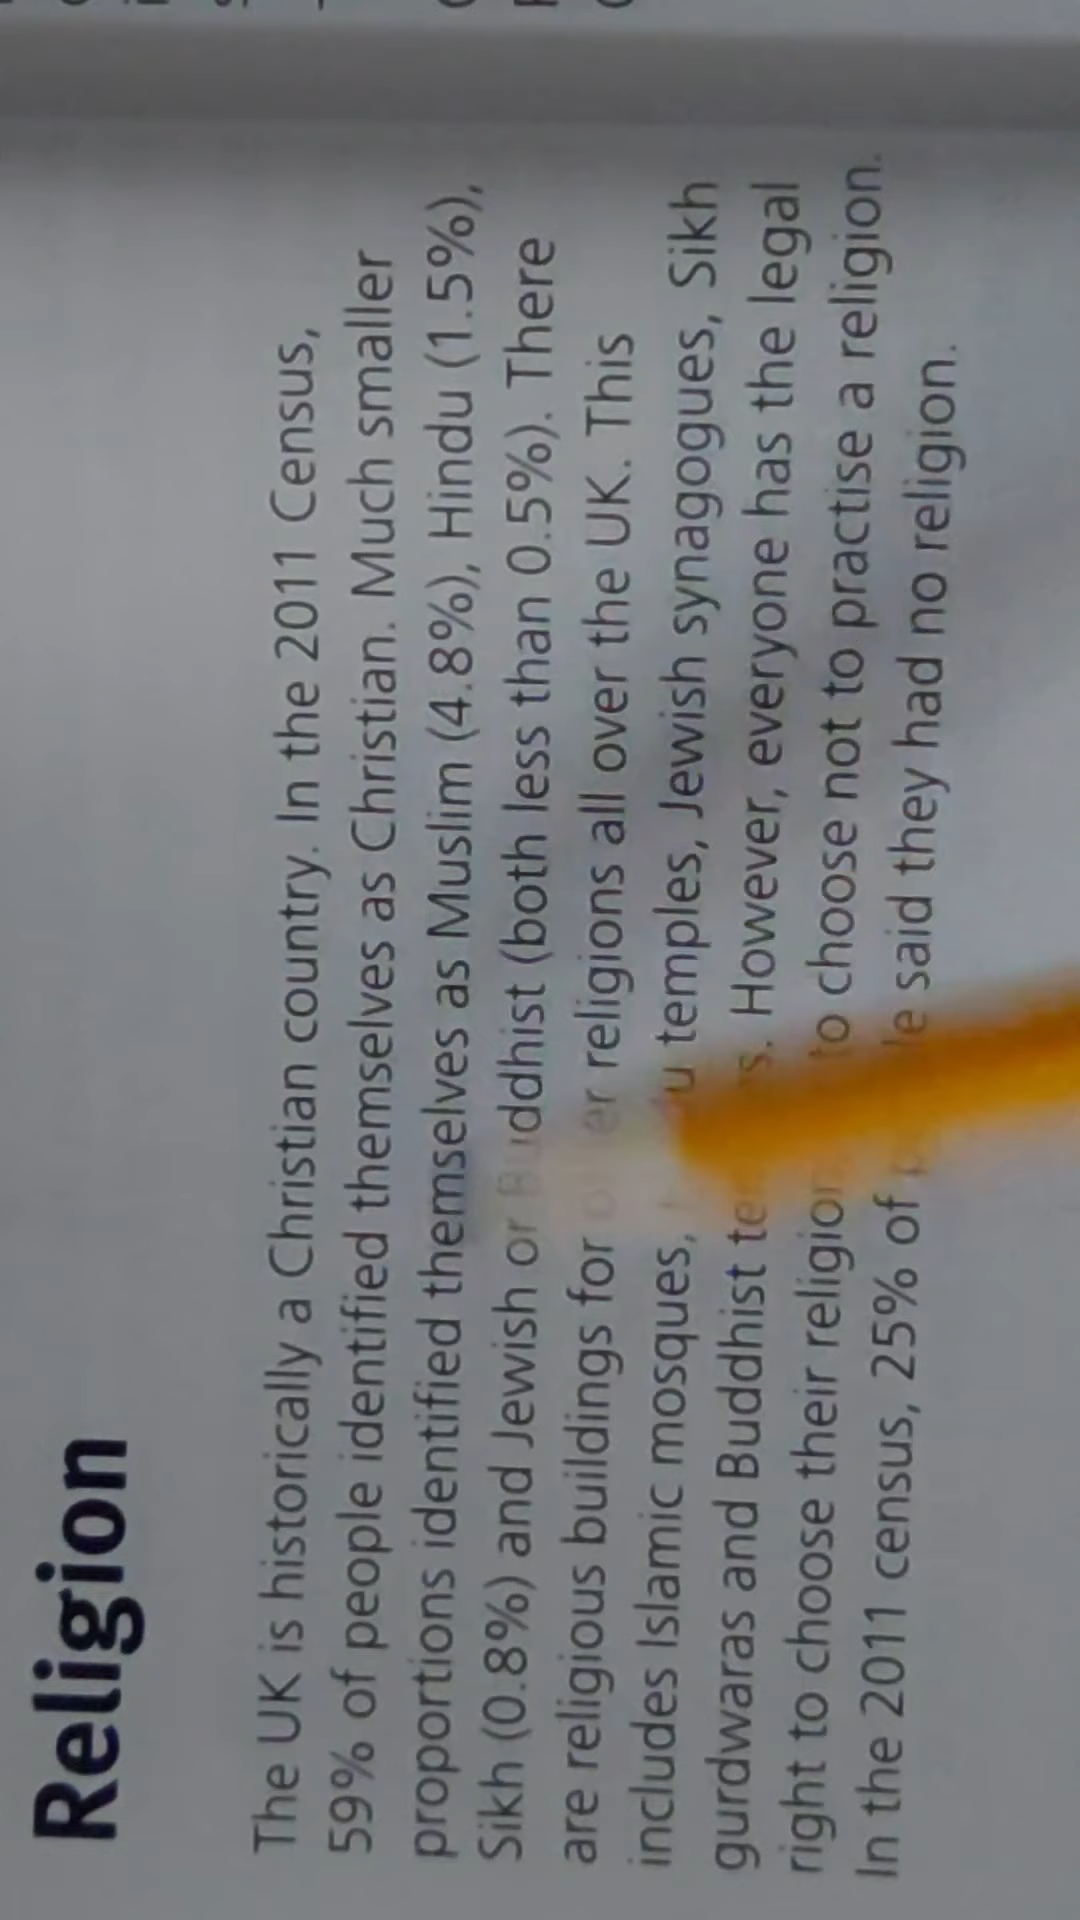 Religion
The UK is historically a Christian country. In the 2011 Census,
59% of people identified themselves as Christian. Much smaller
proportions identified themselves as Muslim (4.8%), Hindu (1.5%),
Sikh (0.8%) and Jewish or Buddhist (both less than 0.5%). There
are religious buildings for other religions all over the UK. This
includes Islamic mosques, temples, Jewish synagogues, Sikh
gurdwaras and Buddhist However, everyone has the legal
right to choose their religion to choose not to practise a religion.
In the 2011 census, 25% of said they had no religion.